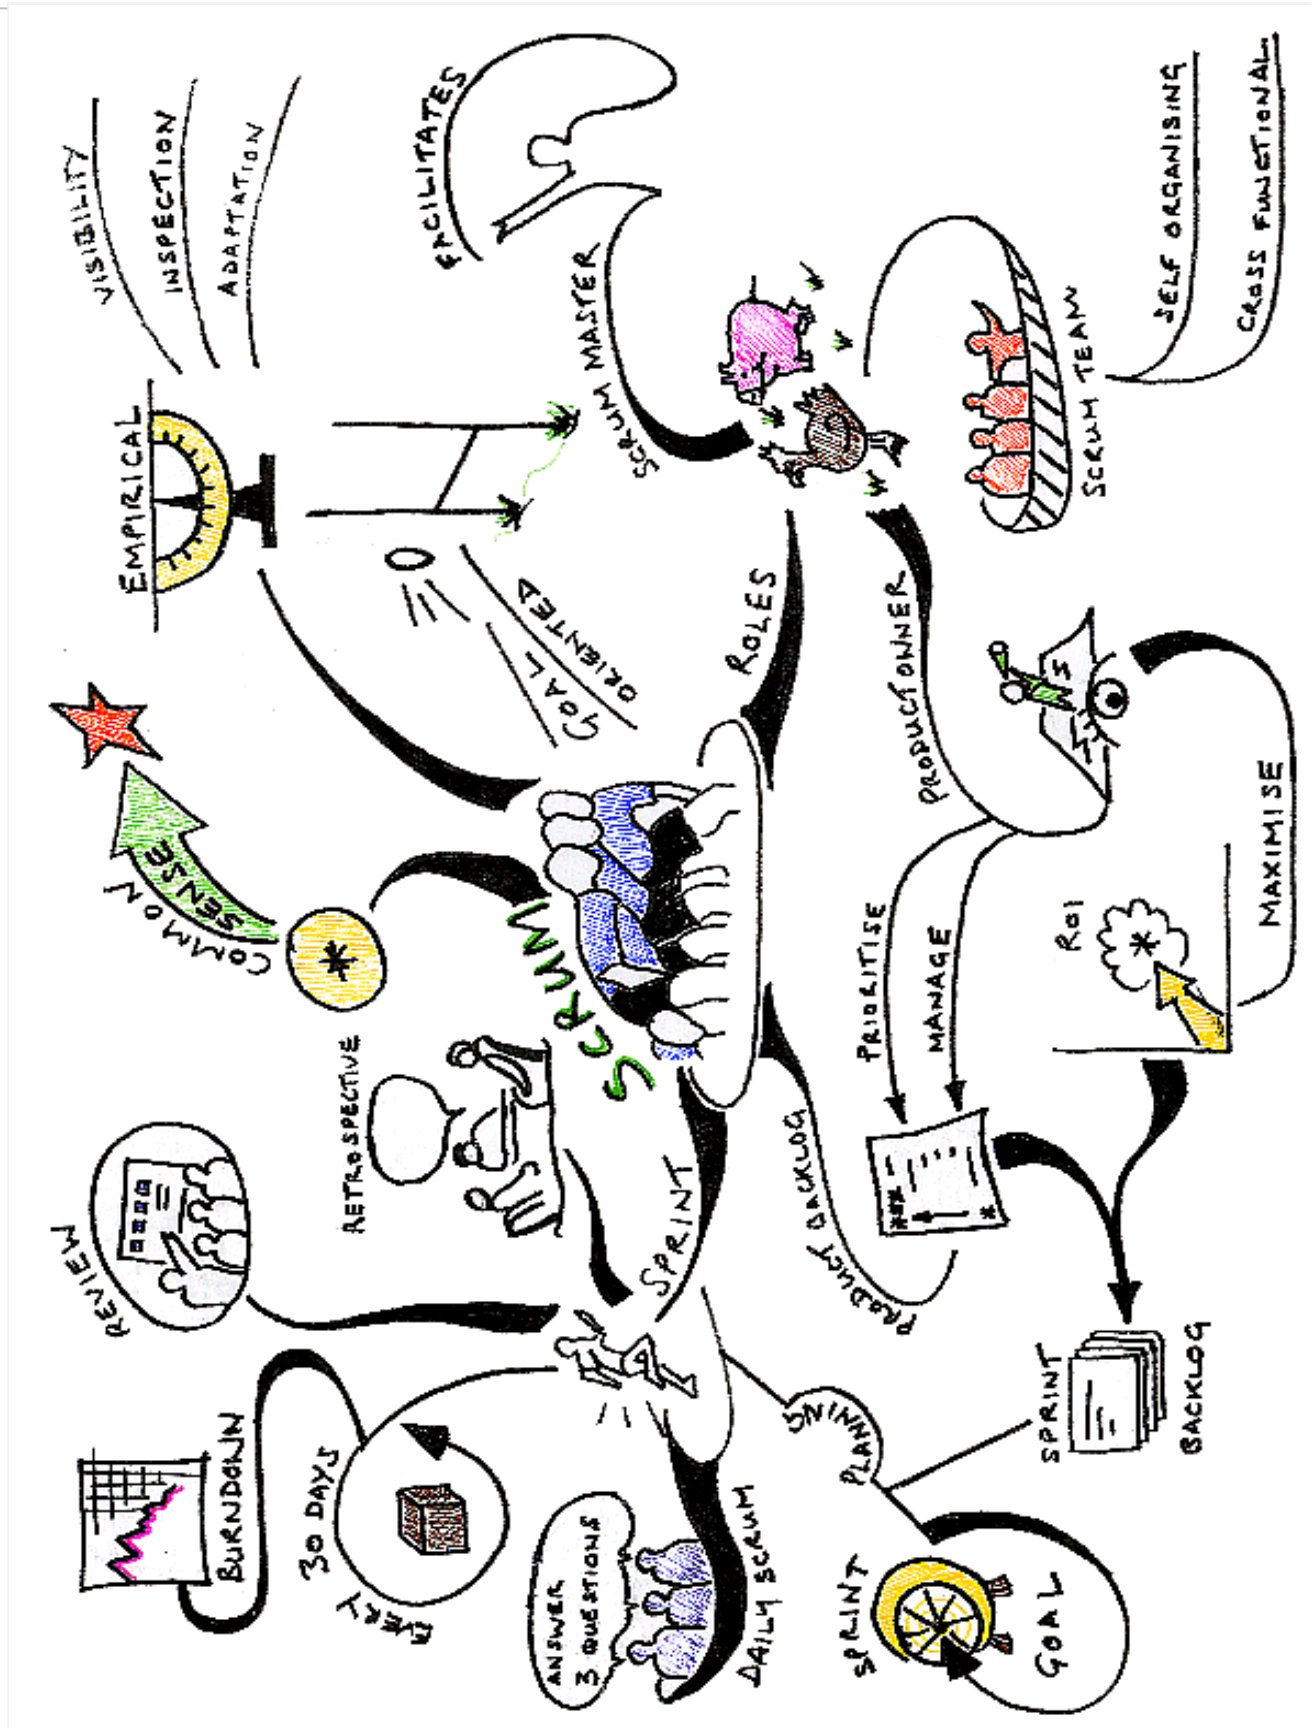 BURNDOWN
REVIEW
COMMON
SENSE
EMPIRICAL
VISIBILITY
INSPECTION
ADAPTATION
EVERY
30 DAYS
RETROSPECTIVE
GOAL
ORIENTED
FACILITATES
ANSWER
3 QUESTIONS
SCRUM
SCRUM MASTER
DAILY SCRUM
SPRINT
ROLES
PLANNING
PRODUCT BACKLOG
PRIORITISE
MANAGE
PRODUCT OWNER
SCRUM TEAM
SPRINT
GOAL
SPRINT
BACKLOG
ROI
MAXIMISE
SELF ORGANISING
CROSS FUNCTIONAL